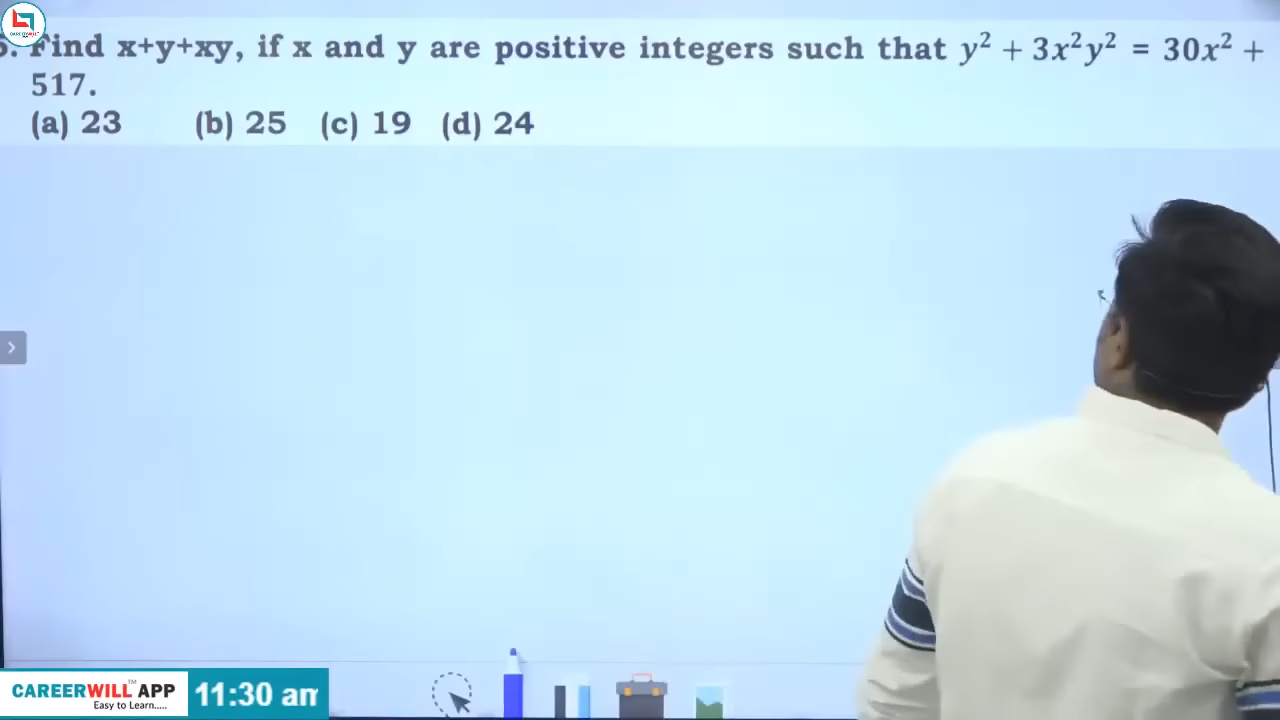 CAREERWILL
Find x+y+xy, if x and y are positive integers such that y² + 3x²y² = 30x² +
517.
(a) 23 (b) 25 (c) 19 (d) 24
CAREERWILL™ APP
Easy to Learn.....
11:30 am